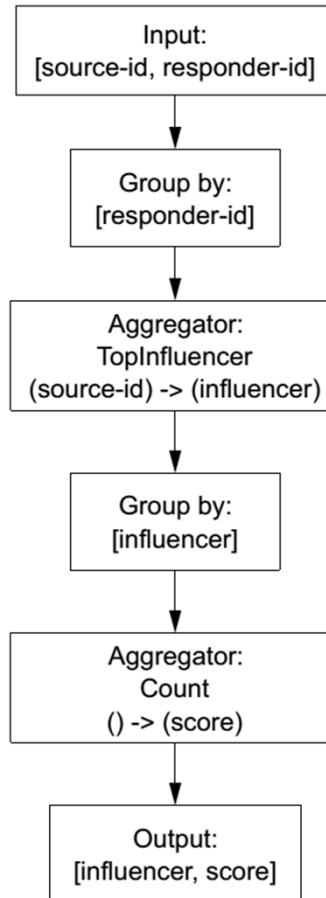 Input:
[source-id, responder-id]
Group by:
[responder-id]
Aggregator:
TopInfluencer
(source-id) -> (influencer)
Group by:
[influencer]
Aggregator:
Count
() -> (score)
Output:
[influencer, score]